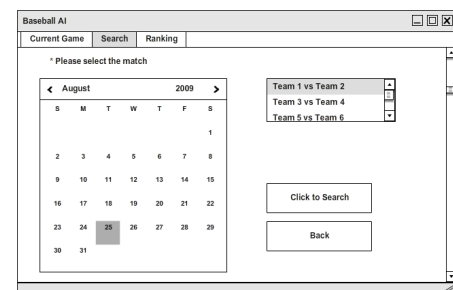 Baseball AI
Current Game Search Ranking
* Please select the match
August 2009
S M T W T F S
1
2 3 4 5 6 7 8
9 10 11 12 13 14 15
16 17 18 19 20 21 22
23 24 25 26 27 28 29
30 31
Team 1 vs Team 2
Team 3 vs Team 4
Team 5 vs Team 6
Click to Search
Back